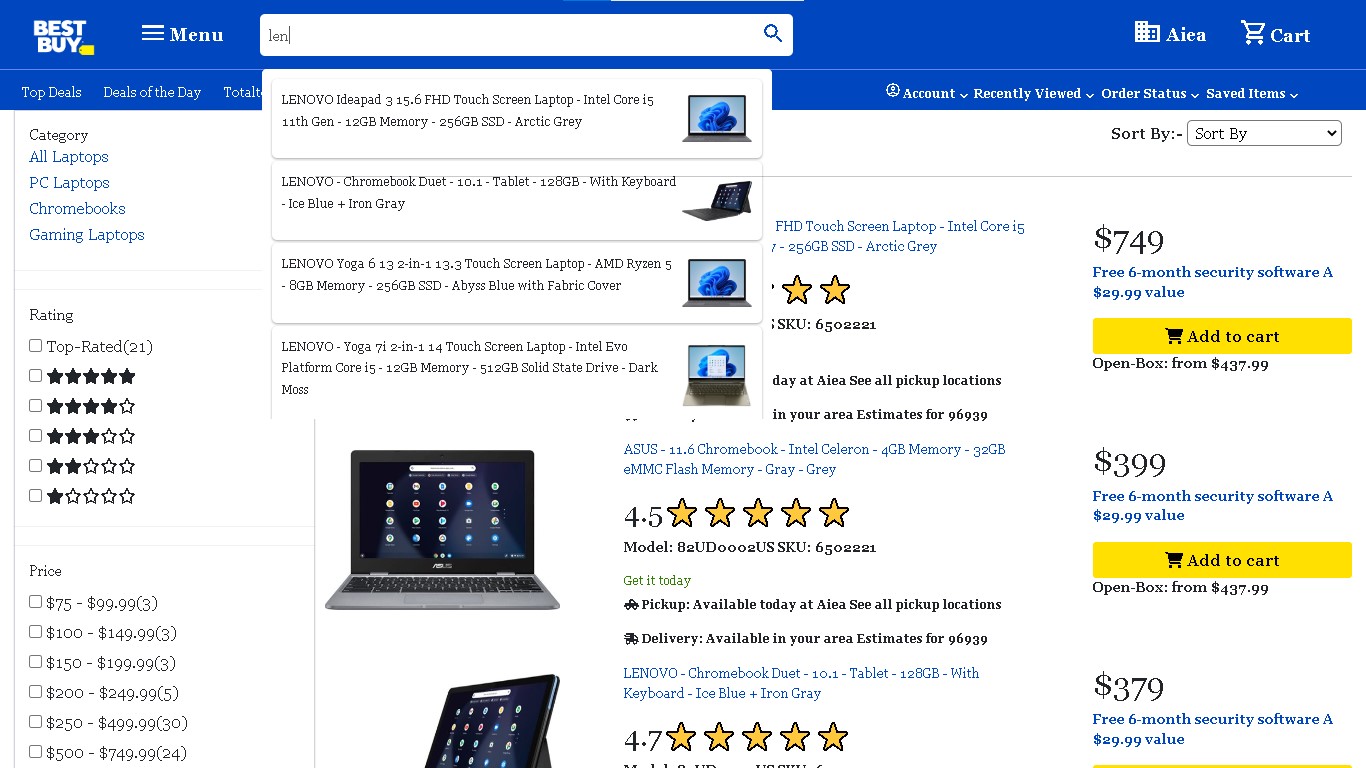 BEST
BUY
Menu
len
Aiea
Cart
Top Deals
Deals of the Day
Account
Recently Viewed
Order Status
Saved Items
LENOVO Ideapad 3 15.6 FHD Touch Screen Laptop - Intel Core i5
11th Gen - 12GB Memory - 256GB SSD - Arctic Grey
LENOVO - Chromebook Duet - 10.1 - Tablet - 128GB - With Keyboard
- Ice Blue + Iron Gray
LENOVO Yoga 6 13 2-in-1 13.3 Touch Screen Laptop - AMD Ryzen 5
- 8GB Memory - 256GB SSD - Abyss Blue with Fabric Cover
LENOVO - Yoga 7i 2-in-1 14 Touch Screen Laptop - Intel Evo
Platform Core i5 - 12GB Memory - 512GB Solid State Drive - Dark
Moss
Category
All Laptops
PC Laptops
Chromebooks
Gaming Laptops
Rating
Top-Rated(21)
Price
$75 - $99.99(3)
$100 - $149.99(3)
$150 - $199.99(3)
$200 - $249.99(5)
$250 - $499.99(30)
$500 - $749.99(24)
Sort By:- Sort By
FHD Touch Screen Laptop - Intel Core i5
- 256GB SSD - Arctic Grey
SKU: 6502221
day at Aiea See all pickup locations
in your area Estimates for 96939
$749
Free 6-month security software A
$29.99 value
Add to cart
Open-Box: from $437.99
ASUS - 11.6 Chromebook - Intel Celeron - 4GB Memory - 32GB
eMMC Flash Memory - Gray - Grey
4.5
Model: 82UD0002US SKU: 6502221
Get it today
Pickup: Available today at Aiea See all pickup locations
Delivery: Available in your area Estimates for 96939
$399
Free 6-month security software A
$29.99 value
Add to cart
Open-Box: from $437.99
ASUS
LENOVO - Chromebook Duet - 10.1 - Tablet - 128GB - With
Keyboard - Ice Blue + Iron Gray
4.7
$379
Free 6-month security software A
$29.99 value